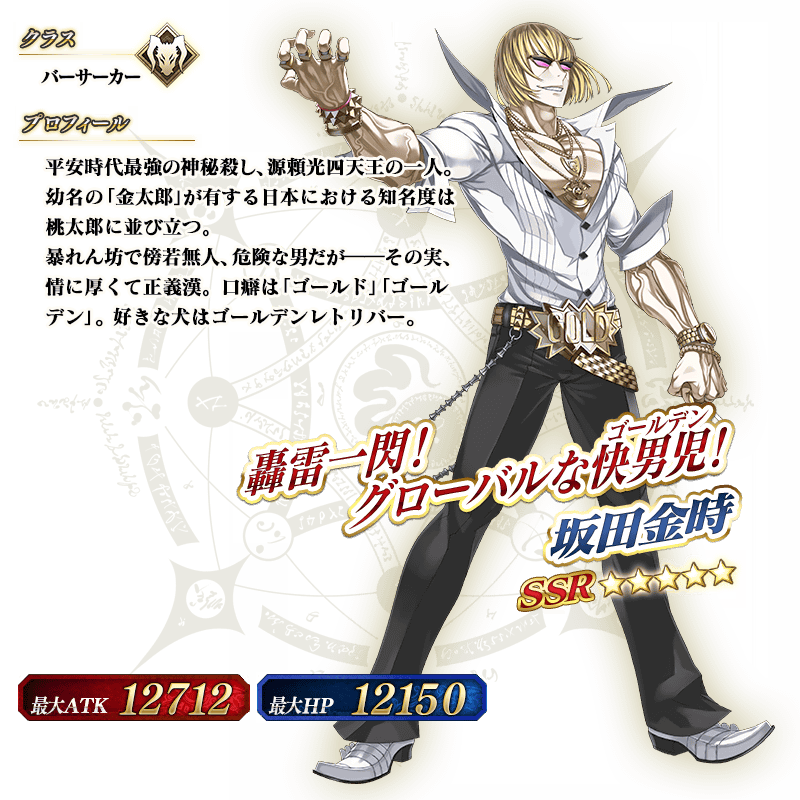 クラス
バーサーカー
プロフィール
平安時代最強の神秘殺し、源頼光四天王の一人。
幼名の「金太郎」が有する日本における知名度は
桃太郎に並び立つ。
暴れん坊で傍若無人、危険な男だが――その実、
情に厚くて正義漢。口癖は「ゴールド」「ゴール
デン」。好きな犬はゴールデンレトリバー。
GOLD
轟雷一閃!
ゴールデン
グローバルな快男児!
坂田金時
SSR ☆☆☆☆☆
最大ATK 12712
最大HP 12150